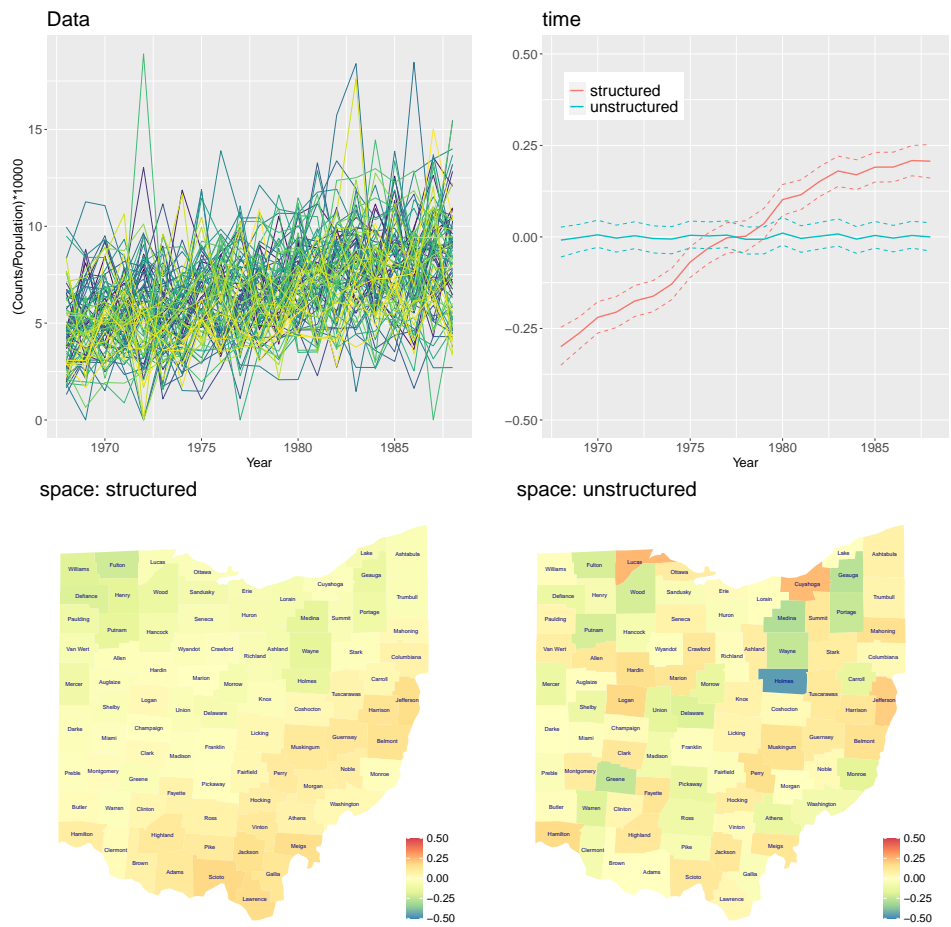 Data
time
(Counts/Population)*10000
15
10
5
0
1970
1975
1980
1985
Year
0.50
0.25
0.00
−0.25
−0.50
structured
unstructured
1970
1975
1980
1985
Year
space: structured
space: unstructured
Williams
Fulton
Lucas
Ottawa
Lake
Ashtabula
Geauga
Cuyahoga
Defiance
Henry
Wood
Sandusky
Erie
Lorain
Trumbull
Paulding
Putnam
Hancock
Seneca
Huron
Medina
Summit
Portage
Mahoning
Van Wert
Allen
Wyandot
Crawford
Richland
Ashland
Wayne
Stark
Columbiana
Mercer
Auglaize
Hardin
Marion
Morrow
Holmes
Tuscarawas
Carroll
Shelby
Logan
Union
Delaware
Knox
Coshocton
Harrison
Jefferson
Darke
Miami
Champaign
Clark
Madison
Franklin
Licking
Muskingum
Guernsey
Belmont
Preble
Montgomery
Greene
Fayette
Pickaway
Fairfield
Perry
Morgan
Noble
Monroe
Butler
Warren
Clinton
Ross
Hocking
Athens
Washington
Hamilton
Clermont
Highland
Pike
Vinton
Jackson
Meigs
Brown
Adams
Scioto
Gallia
Lawrence
0.50
0.25
0.00
−0.25
−0.50
Williams
Fulton
Lucas
Ottawa
Lake
Ashtabula
Geauga
Cuyahoga
Defiance
Henry
Wood
Sandusky
Erie
Lorain
Trumbull
Paulding
Putnam
Hancock
Seneca
Huron
Medina
Summit
Portage
Mahoning
Van Wert
Allen
Wyandot
Crawford
Richland
Ashland
Wayne
Stark
Columbiana
Mercer
Auglaize
Hardin
Marion
Morrow
Holmes
Tuscarawas
Carroll
Shelby
Logan
Union
Delaware
Knox
Coshocton
Harrison
Jefferson
Darke
Miami
Champaign
Clark
Madison
Franklin
Licking
Muskingum
Guernsey
Belmont
Preble
Montgomery
Greene
Fayette
Pickaway
Fairfield
Perry
Morgan
Noble
Monroe
Butler
Warren
Clinton
Ross
Hocking
Athens
Washington
Hamilton
Clermont
Highland
Pike
Vinton
Jackson
Meigs
Brown
Adams
Scioto
Gallia
Lawrence
0.50
0.25
0.00
−0.25
−0.50